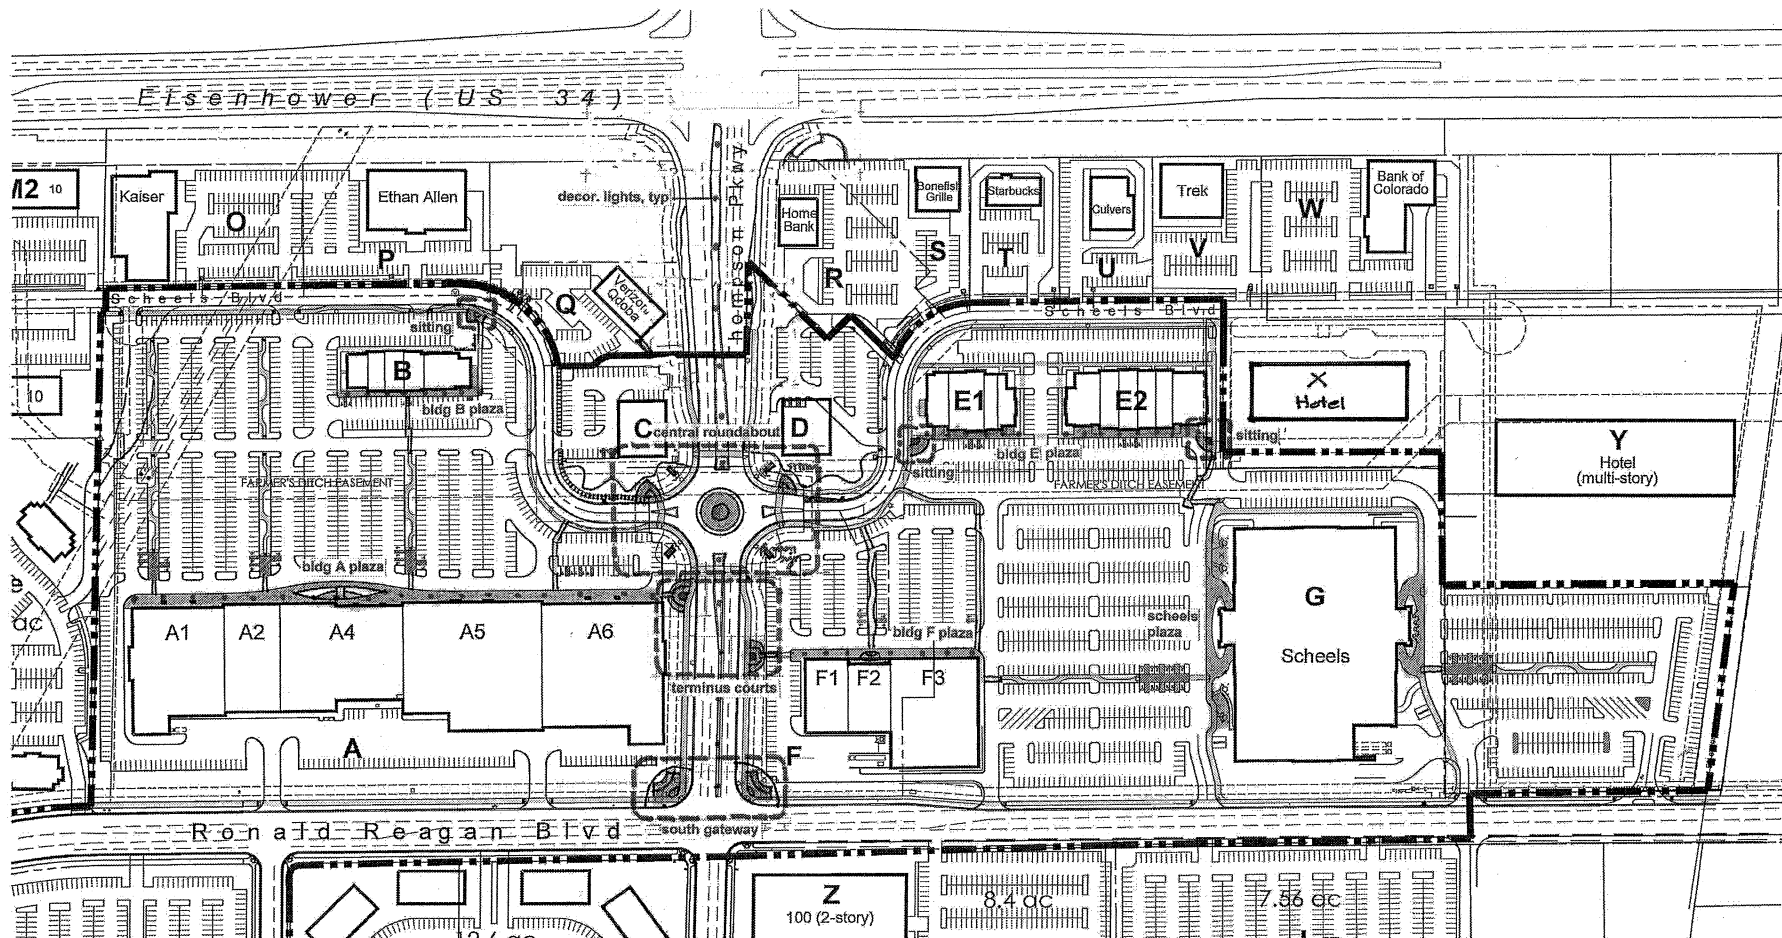 Eisenhower (US 34)
M2 10
Kaiser
O
Ethan Allen
P
decor. lights, typ
Thompson Pkwy
Home
Bank
R
Bonefish
Grille
S
Starbucks
T
Culvers
U
Trek
V
W
Bank of
Colorado
Scheels Blvd
Q
Verizon
Qdoba
Scheels Blvd
sitting
B
bldg B plaza
10
C
central roundabout
D
E1
E2
bldg E plaza
sitting
sitting
X
Hotel
Y
Hotel
(multi-story)
FARMER'S DITCH EASEMENT
FARMER'S DITCH EASEMENT
bldg A plaza
A1
A2
A4
A5
A6
A
ac
terminus courts
bldg F plaza
F1
F2
F3
F
scheels
plaza
G
Scheels
south gateway
Ronald Reagan Blvd
Z
100 (2-story)
8.4 ac
7.56 ac